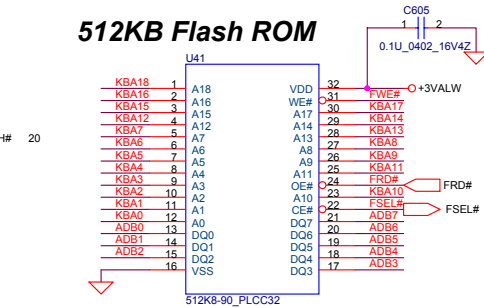 512KB Flash ROM
C605
1 2
0.1U_0402_16V4Z
U41
KBA18 1 A18 VDD 32 +3VALW
KBA16 2 A16 WE# 31 FWE#
KBA15 3 A15 A17 30 KBA17
KBA12 4 A12 A14 29 KBA14
KBA7 5 A7 A13 28 KBA13
KBA6 6 A6 A8 27 KBA8
KBA5 7 A5 A9 26 KBA9
KBA4 8 A4 A11 25 KBA11
KBA3 9 A3 OE# 24 FRD# FRD#
KBA2 10 A2 A10 23 KBA10
KBA1 11 A1 CE# 22 FSEL# FSEL#
KBA0 12 A0 DQ7 21 ADB7
ADB0 13 DQ0 DQ6 20 ADB6
ADB1 14 DQ1 DQ5 19 ADB5
ADB2 15 DQ2 DQ4 18 ADB4
16 VSS DQ3 17 ADB3
512K8-90_PLCC32
H# 20